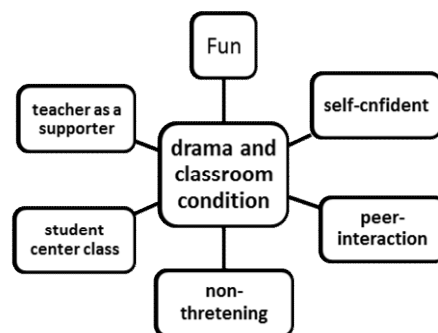 Fun
teacher as a
supporter
self-cnfident
drama and
classroom
condition
student
center class
peer-
interaction
non-
thretening